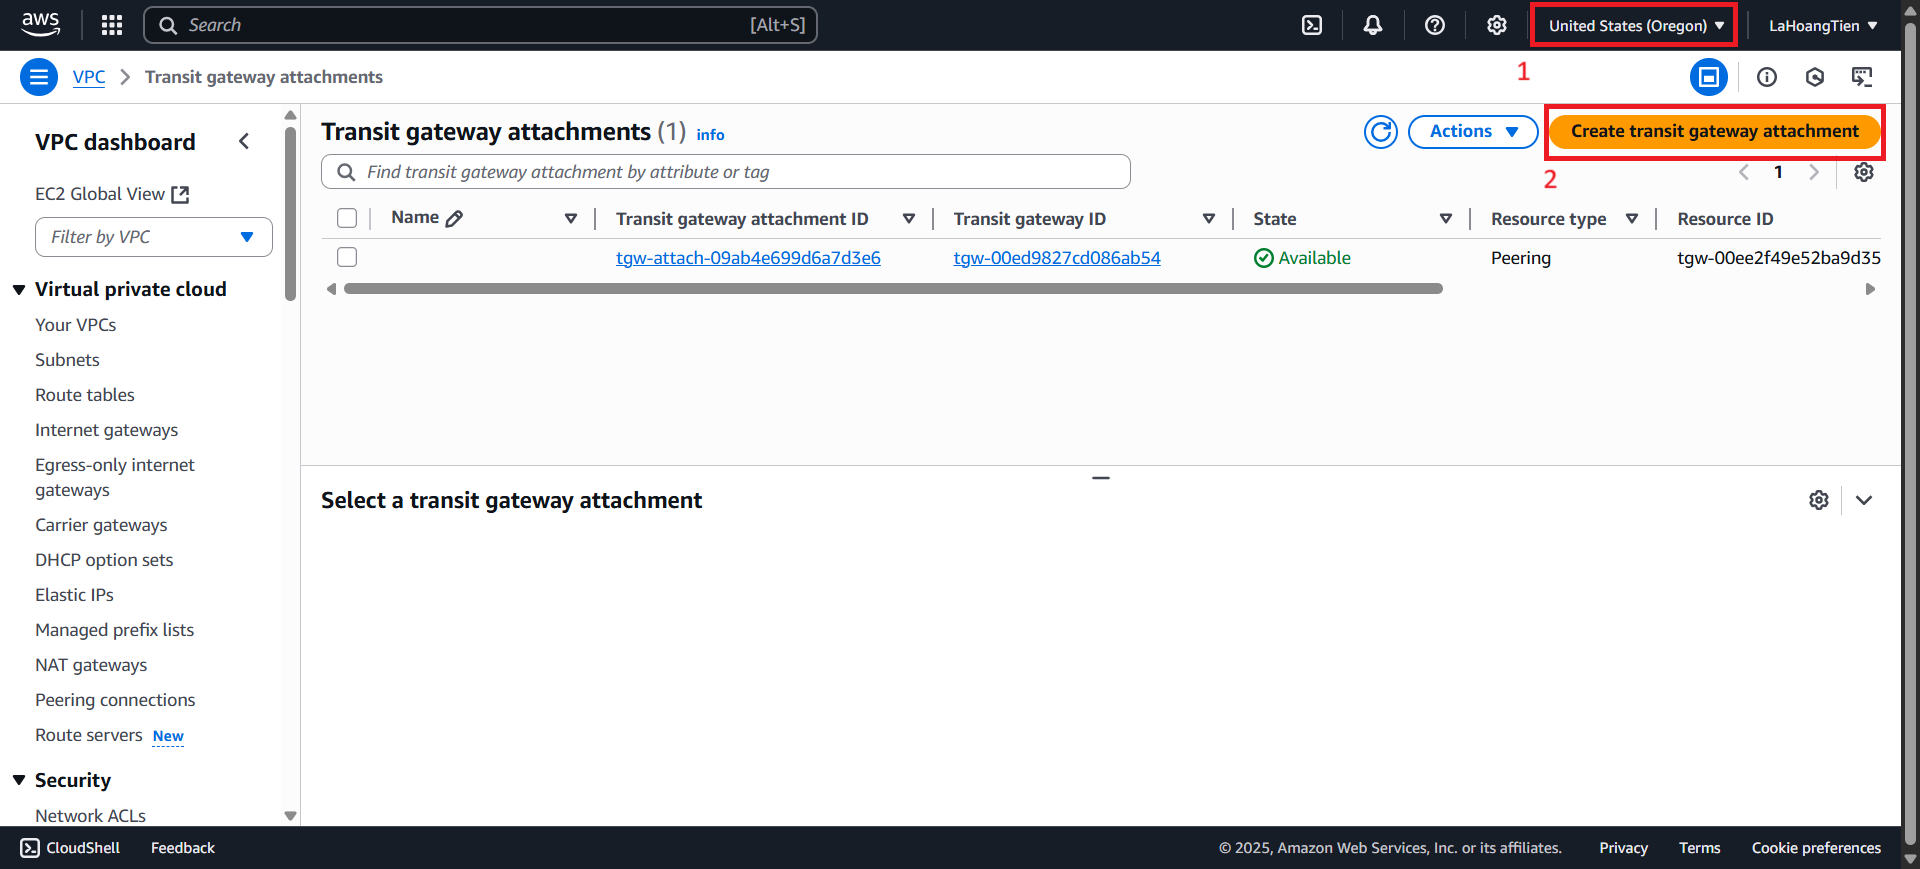 aws
Search [Alt+S]
United States (Oregon)
LaHoangTien
1
VPC
Transit gateway attachments
VPC dashboard
EC2 Global View
Filter by VPC
Virtual private cloud
Your VPCs
Subnets
Route tables
Internet gateways
Egress-only internet
gateways
Carrier gateways
DHCP option sets
Elastic IPs
Managed prefix lists
NAT gateways
Peering connections
Route servers New
Security
Network ACLs
Transit gateway attachments (1) info
Actions
Create transit gateway attachment
2
Find transit gateway attachment by attribute or tag
1
Name Transit gateway attachment ID Transit gateway ID State Resource type Resource ID
tgw-attach-09ab4e699d6a7d3e6 tgw-00ed9827cd086ab54 Available Peering tgw-00ee2f49e52ba9d35
Select a transit gateway attachment
CloudShell Feedback © 2025, Amazon Web Services, Inc. or its affiliates. Privacy Terms Cookie preferences